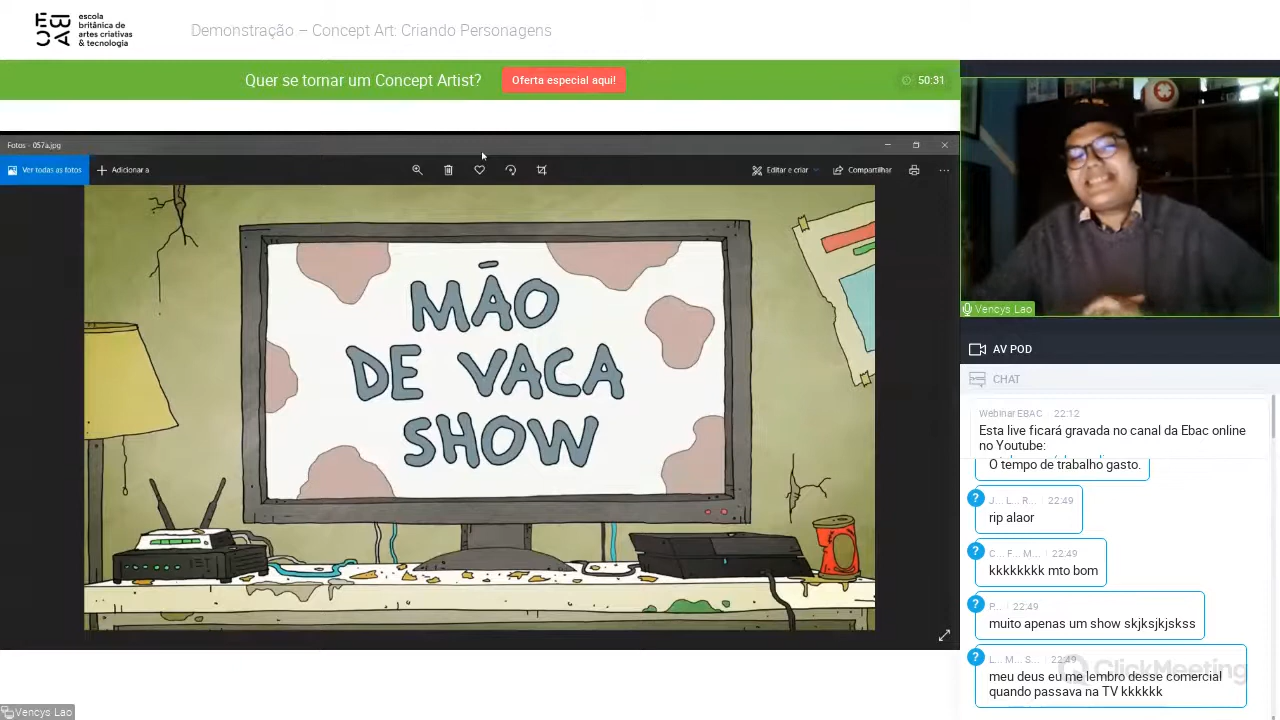 EBAC
escola
britânica de
artes criativas
& tecnologia
Demonstração – Concept Art: Criando Personagens
Quer se tornar um Concept Artist?
Oferta especial aqui!
50:31
Fotos - 057a.jpg
Ver todas as fotos
Adicionar a
Editar e criar
Compartilhar
MÃO
DE VACA
SHOW
Vencys Lao
AV POD
CHAT
Webinar EBAC 22:12
Esta live ficará gravada no canal da Ebac online
no Youtube:
O tempo de trabalho gasto.
J... L... R... 22:49
rip alaor
C... F... M... 22:49
kkkkkkkk mto bom
P... 22:49
muito apenas um show skjksjkjskss
L... M... S... 22:49
meu deus eu me lembro desse comercial
quando passava na TV kkkkkk
ClickMeeting
Vencys Lao